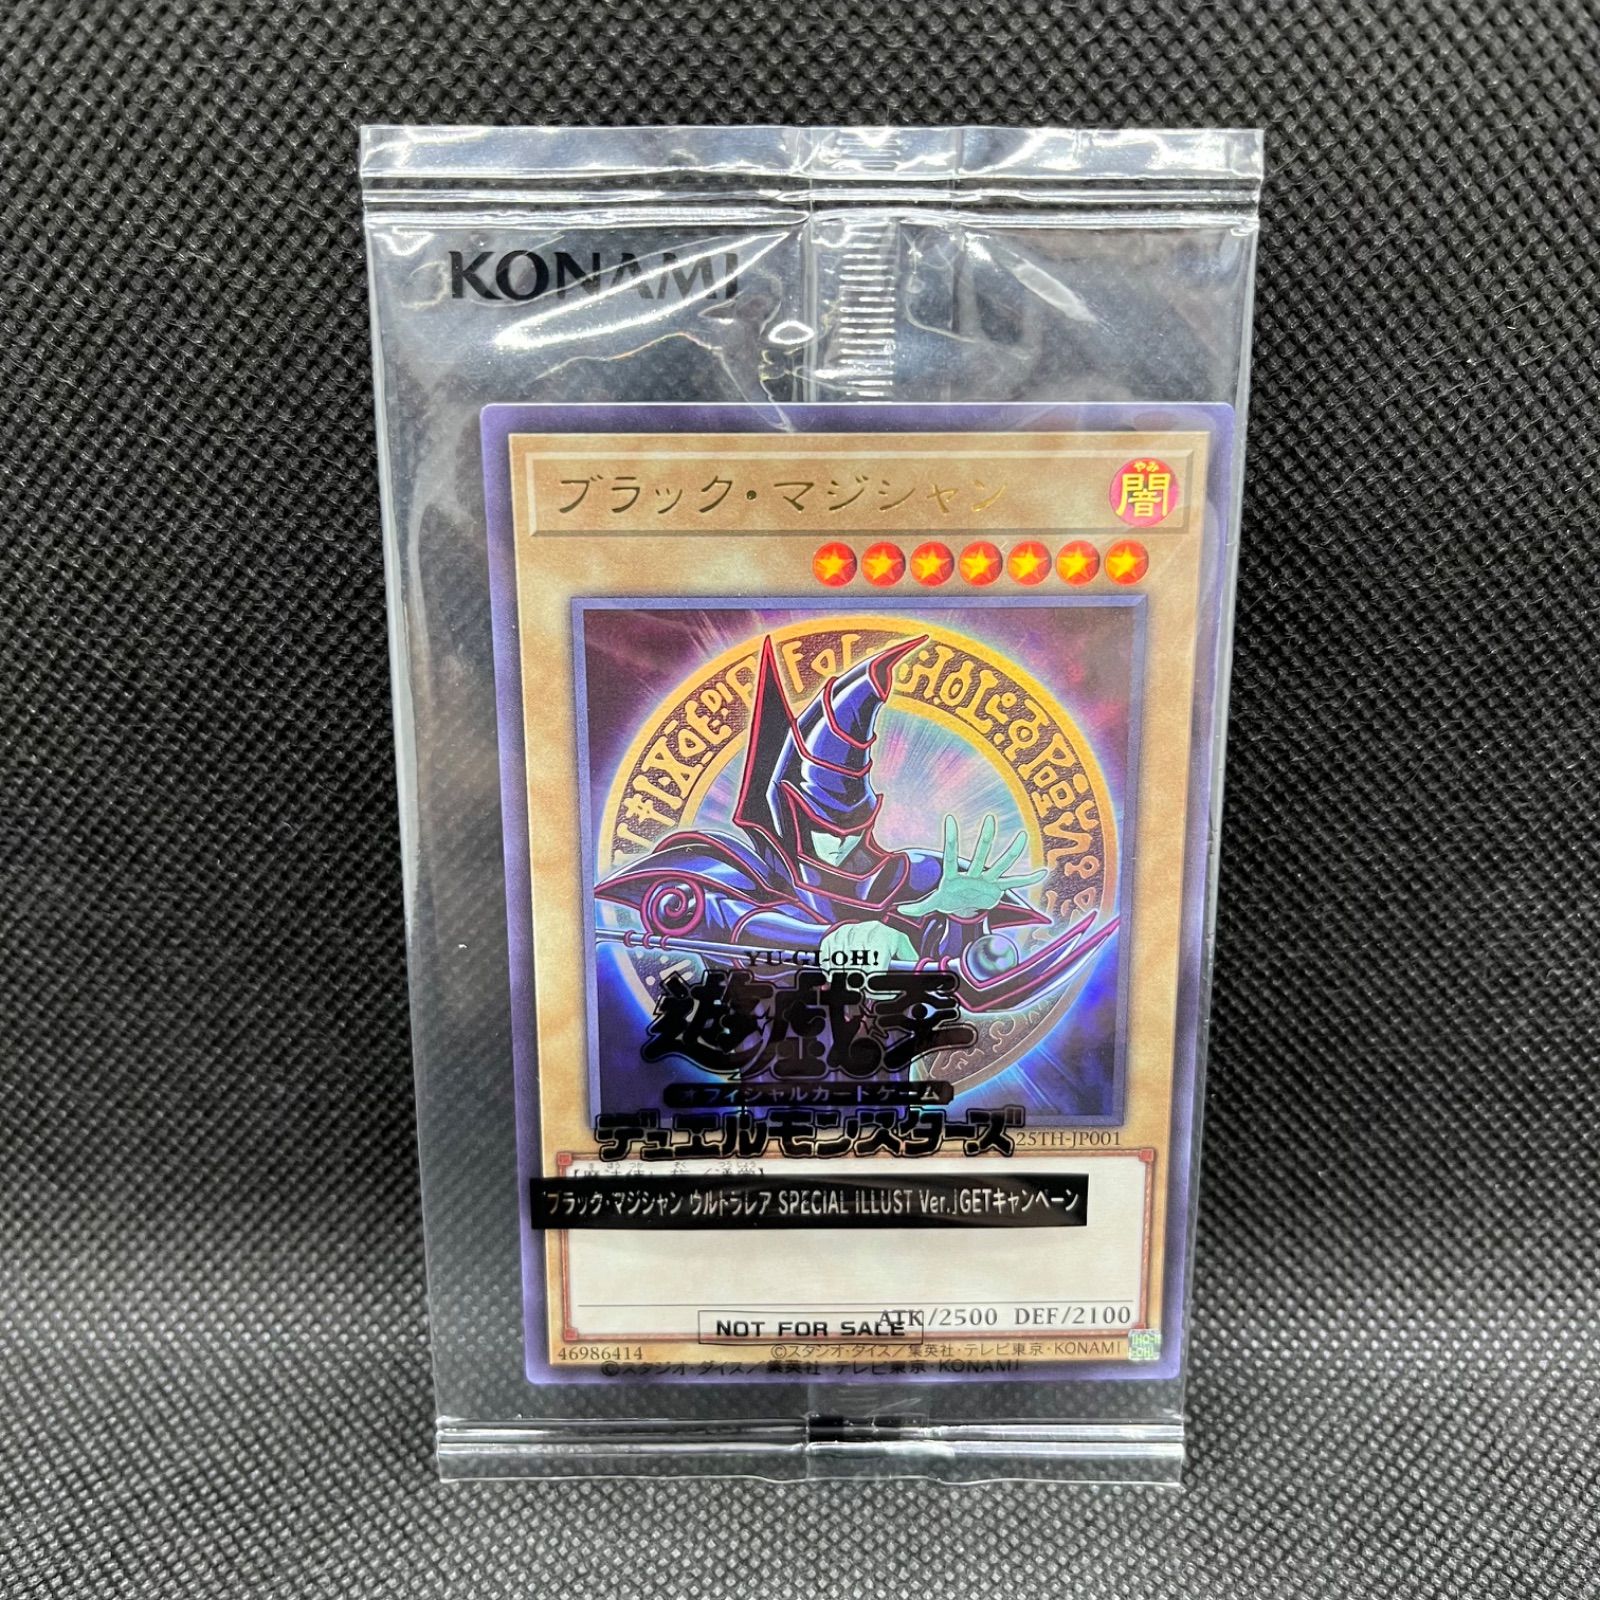 KONAMI
ブラック・マジシャン
やみ
闇
YU-GI-OH!
遊戯王
オフィシャルカードゲーム
デュエルモンスターズ
25TH-JP001
「ブラック・マジシャン ウルトラレア SPECIAL ILLUST Ver.」GETキャンペーン
ATK/2500 DEF/2100
NOT FOR SALE
46986414
©スタジオ・ダイス/集英社・テレビ東京・KONAMI
©スタジオ・ダイス/集英社・テレビ東京・KONAMI